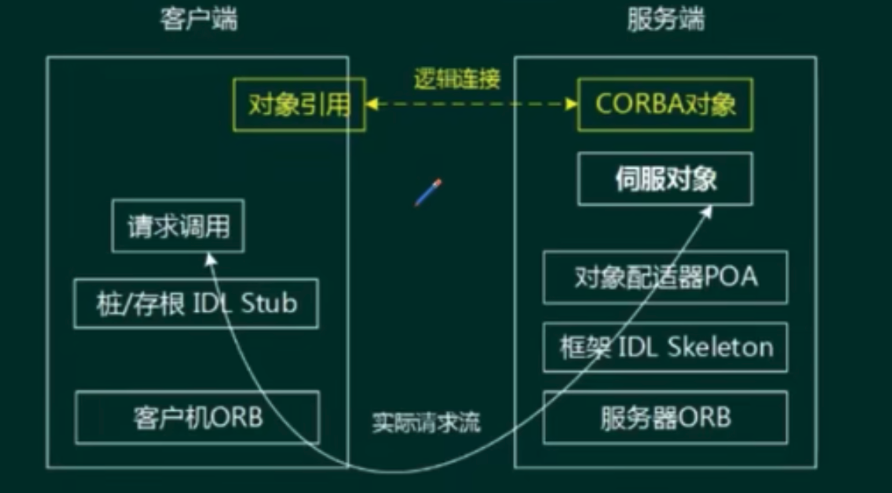 客户端
服务端
对象引用
逻辑连接
CORBA对象
伺服对象
请求调用
对象配适器POA
桩/存根 IDL Stub
框架 IDL Skeleton
客户机ORB
实际请求流
服务器ORB